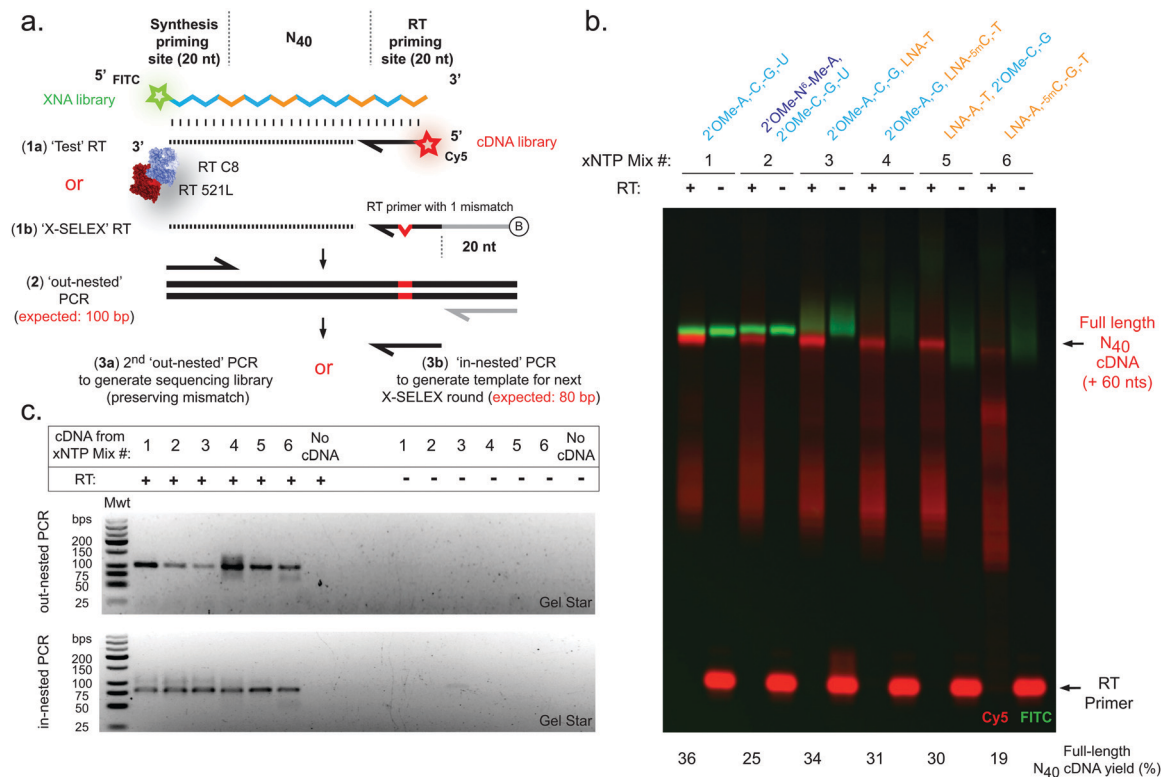 a.
Synthesis
priming
site (20 nt)
N40
RT
priming
site (20 nt)
5’
FITC
3’
XNA library
(1a) ‘Test’ RT
3’
5’
Cy5
cDNA library
RT C8
or
RT 521L
(1b) ‘X-SELEX’ RT
RT primer with 1 mismatch
B
20 nt
(2) ‘out-nested’
PCR
(expected: 100 bp)
(3a) 2nd ‘out-nested’ PCR
to generate sequencing library
(preserving mismatch)
or
(3b) ‘in-nested’ PCR
to generate template for next
X-SELEX round (expected: 80 bp)
b.
2’OMe-A,-C,-G,-U
2’OMe-N6-Me-A,
2’OMe-C,-G,-U
2’OMe-A,-C,-G, LNA-T
2’OMe-A,-G, LNA-5mC,-T
LNA-A,-T, 2’OMe-C,-G
LNA-A,-5mC,-G,-T
xNTP Mix #: 1 2 3 4 5 6
RT: + - + - + - + - + - + -
Full length
N40
cDNA
(+ 60 nts)
RT
Primer
Cy5 FITC
36 25 34 31 30 19
Full-length
N40 cDNA yield (%)
c.
cDNA from
xNTP Mix #:
1 2 3 4 5 6 No
cDNA
1 2 3 4 5 6 No
cDNA
RT: + + + + + + + - - - - - - -
Mwt
out-nested PCR
bps
200
150
100
75
50
25
Gel Star
in-nested PCR
bps
200
150
100
75
50
25
Gel Star